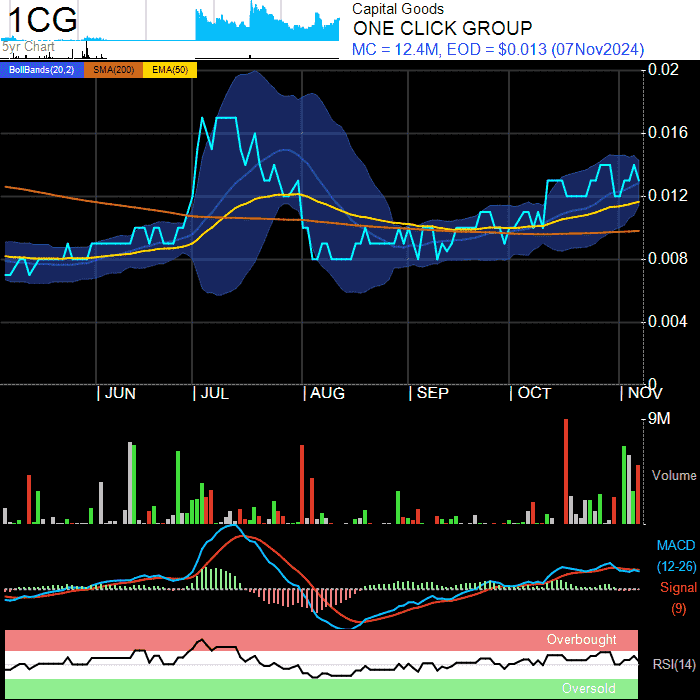 1CG
5yr Chart
Capital Goods
ONE CLICK GROUP
MC = 12.4M, EOD = $0.013 (07Nov2024)
BollBands(20,2) SMA(200) EMA(50)
0.02
0.016
0.012
0.008
0.004
0
JUN JUL AUG SEP OCT NOV
9M
Volume
MACD
(12-26)
Signal
(9)
Overbought
RSI(14)
Oversold